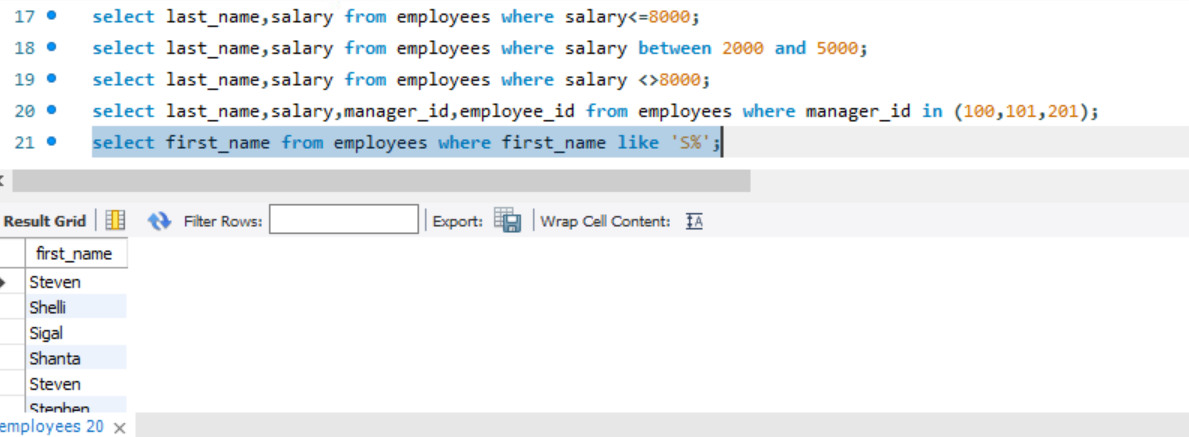 17 select last_name,salary from employees where salary<=8000;
18 select last_name,salary from employees where salary between 2000 and 5000;
19 select last_name,salary from employees where salary <>8000;
20 select last_name,salary,manager_id,employee_id from employees where manager_id in (100,101,201);
21 select first_name from employees where first_name like 'S%';
Result Grid Filter Rows: Export: Wrap Cell Content: IA
first_name
Steven
Shelli
Sigal
Shanta
Steven
Stephen
employees 20 ×